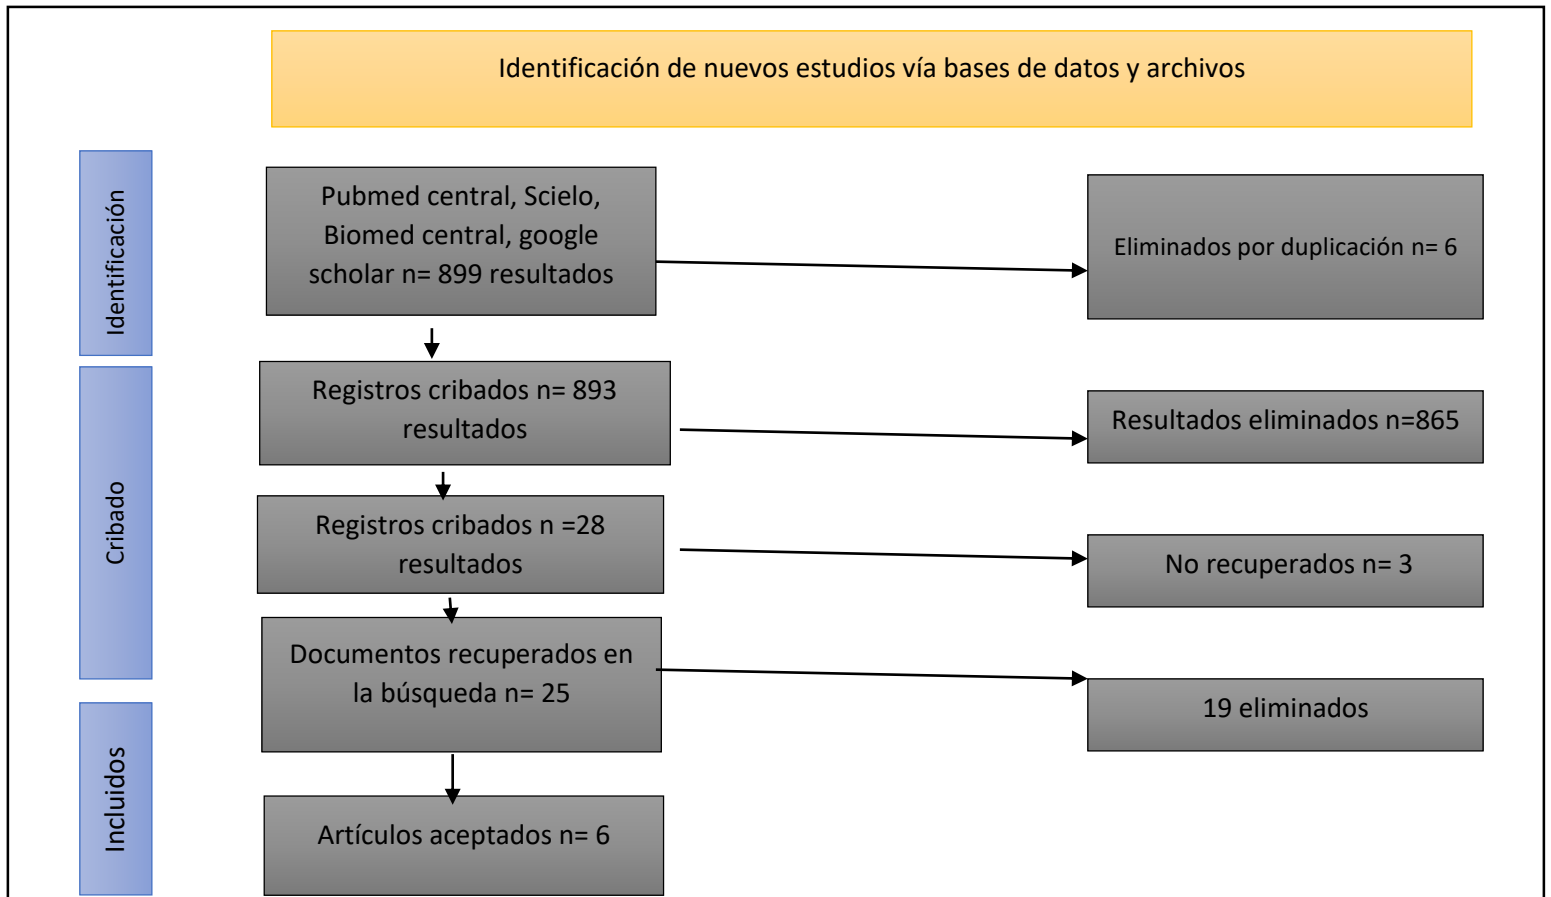 Identificación de nuevos estudios vía bases de datos y archivos
Identificación
Pubmed central, Scielo,
Biomed central, google
scholar n= 899 resultados
Eliminados por duplicación n= 6
Cribado
Registros cribados n= 893
resultados
Resultados eliminados n=865
Registros cribados n =28
resultados
No recuperados n= 3
Documentos recuperados en
la búsqueda n= 25
19 eliminados
Incluidos
Artículos aceptados n= 6